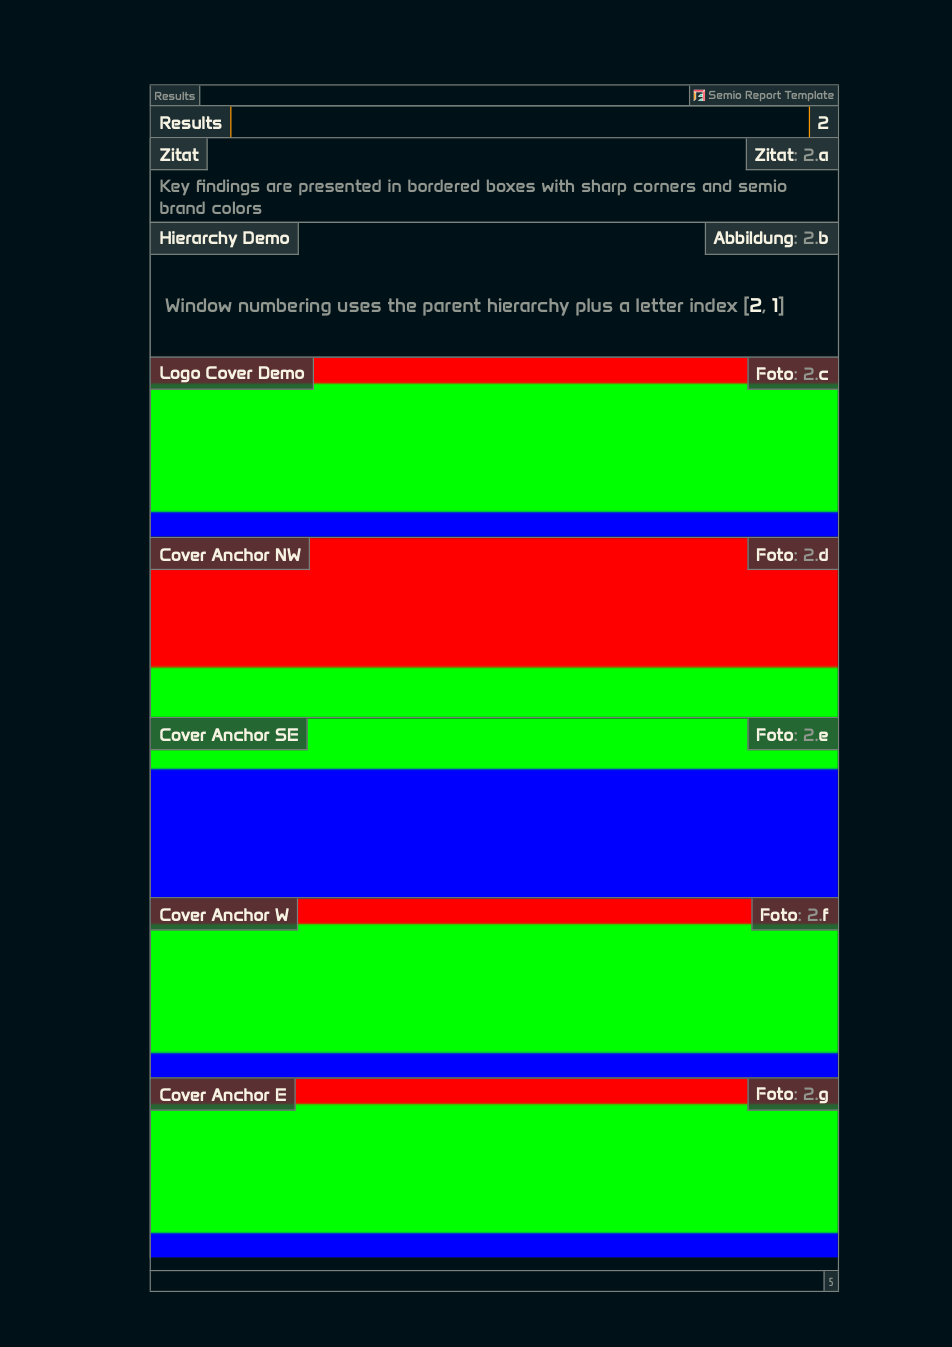 Results
Semio Report Template
Results
2
Zitat
Zitat: 2.a
Key findings are presented in bordered boxes with sharp corners and semio
brand colors
Hierarchy Demo
Abbildung: 2.b
Window numbering uses the parent hierarchy plus a letter index [2, 1]
Logo Cover Demo
Foto: 2.c
Cover Anchor NW
Foto: 2.d
Cover Anchor SE
Foto: 2.e
Cover Anchor W
Foto: 2.f
Cover Anchor E
Foto: 2.g
5